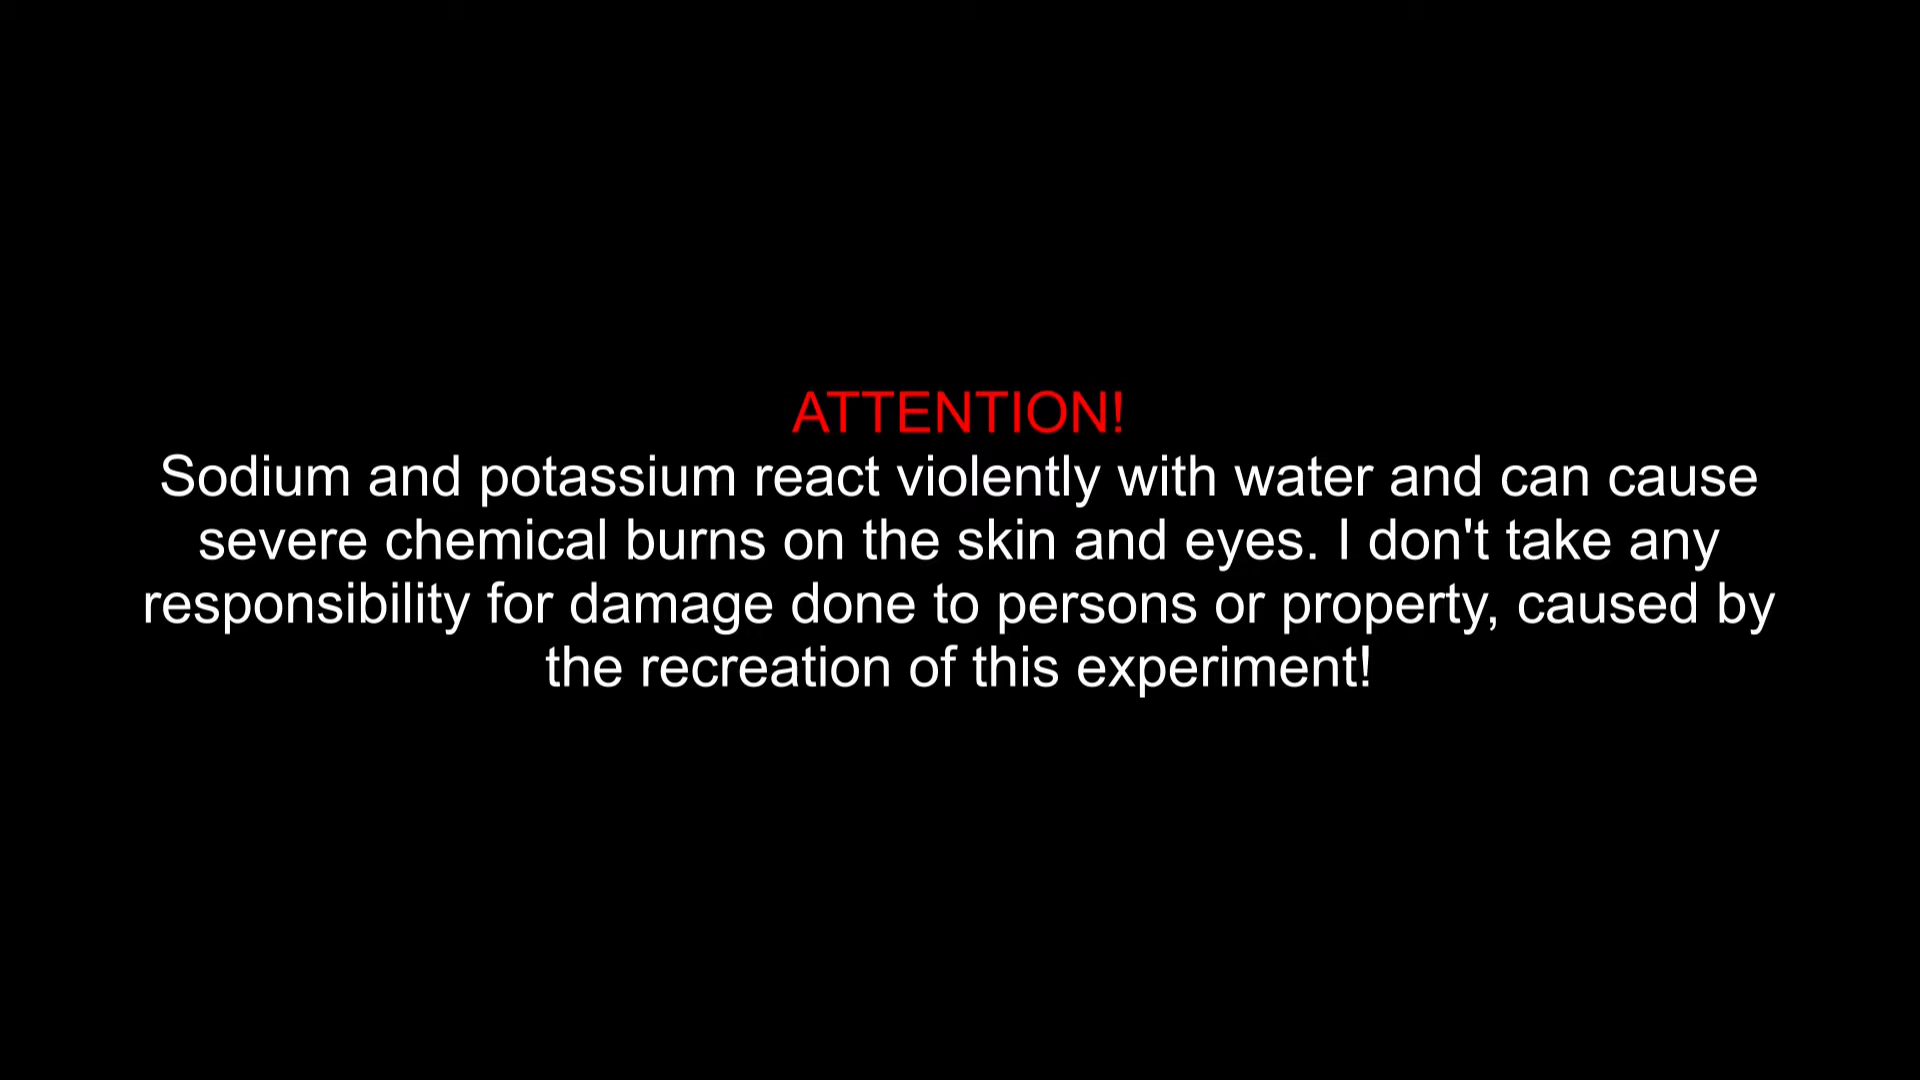 ATTENTION!
Sodium and potassium react violently with water and can cause
severe chemical burns on the skin and eyes. I don't take any
responsibility for damage done to persons or property, caused by
the recreation of this experiment!